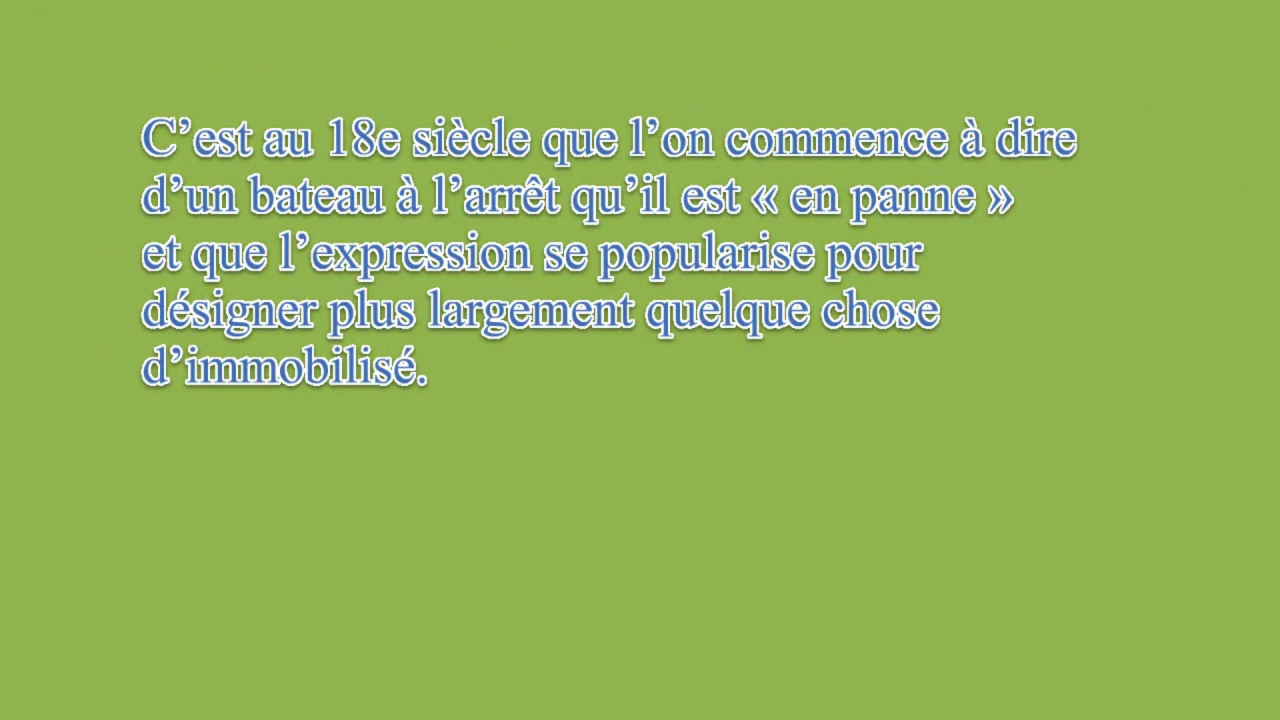 C’est au 18e siècle que l’on commence à dire
d’un bateau à l’arrêt qu’il est « en panne »
et que l’expression se popularise pour
désigner plus largement quelque chose
d’immobilisé.